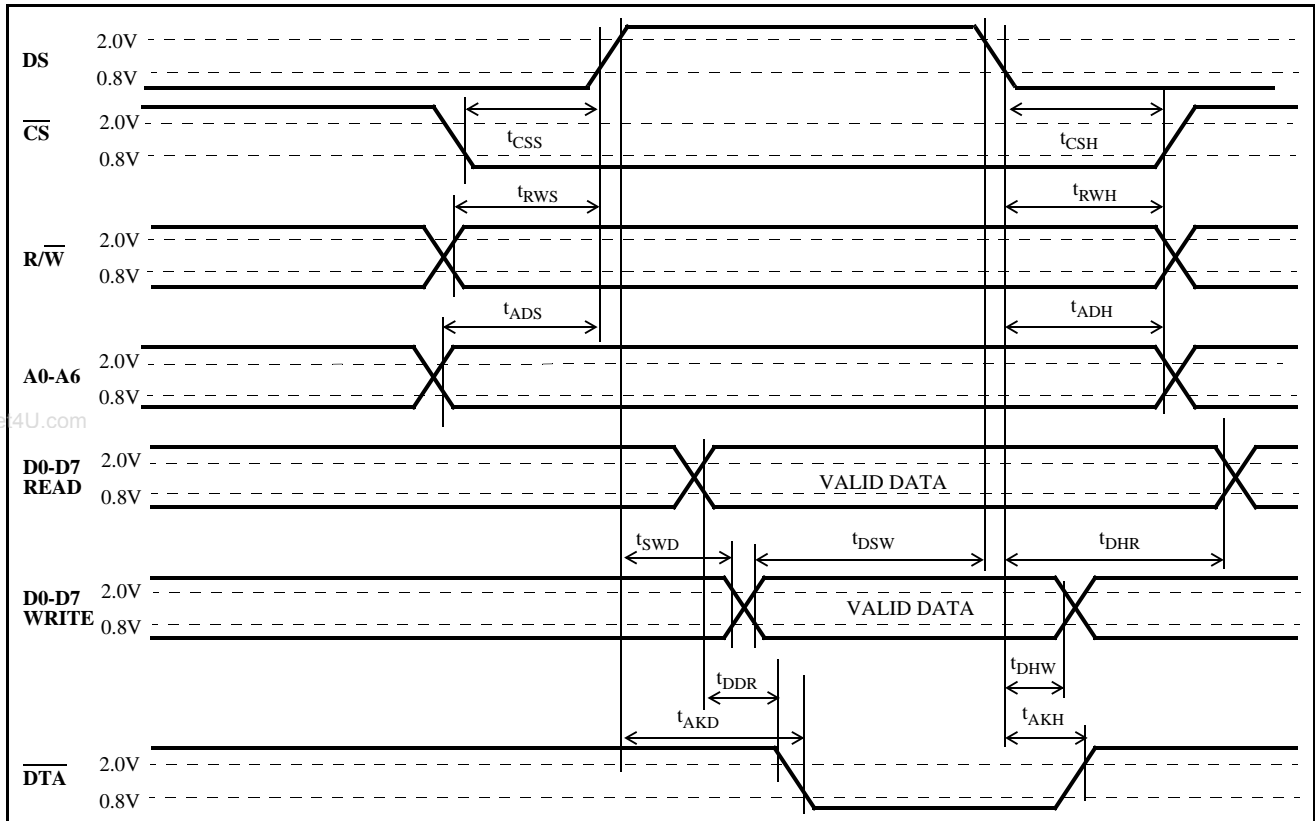 DS
2.0V
0.8V
CS
2.0V
0.8V
tCSS
tCSH
tRWS
tRWH
R/W
2.0V
0.8V
tADS
tADH
A0-A6
2.0V
0.8V
et4U.com
D0-D7
READ
2.0V
0.8V
VALID DATA
tSWD
tDSW
tDHR
D0-D7
WRITE
2.0V
0.8V
VALID DATA
tDDR
tDHW
tAKD
tAKH
DTA
2.0V
0.8V